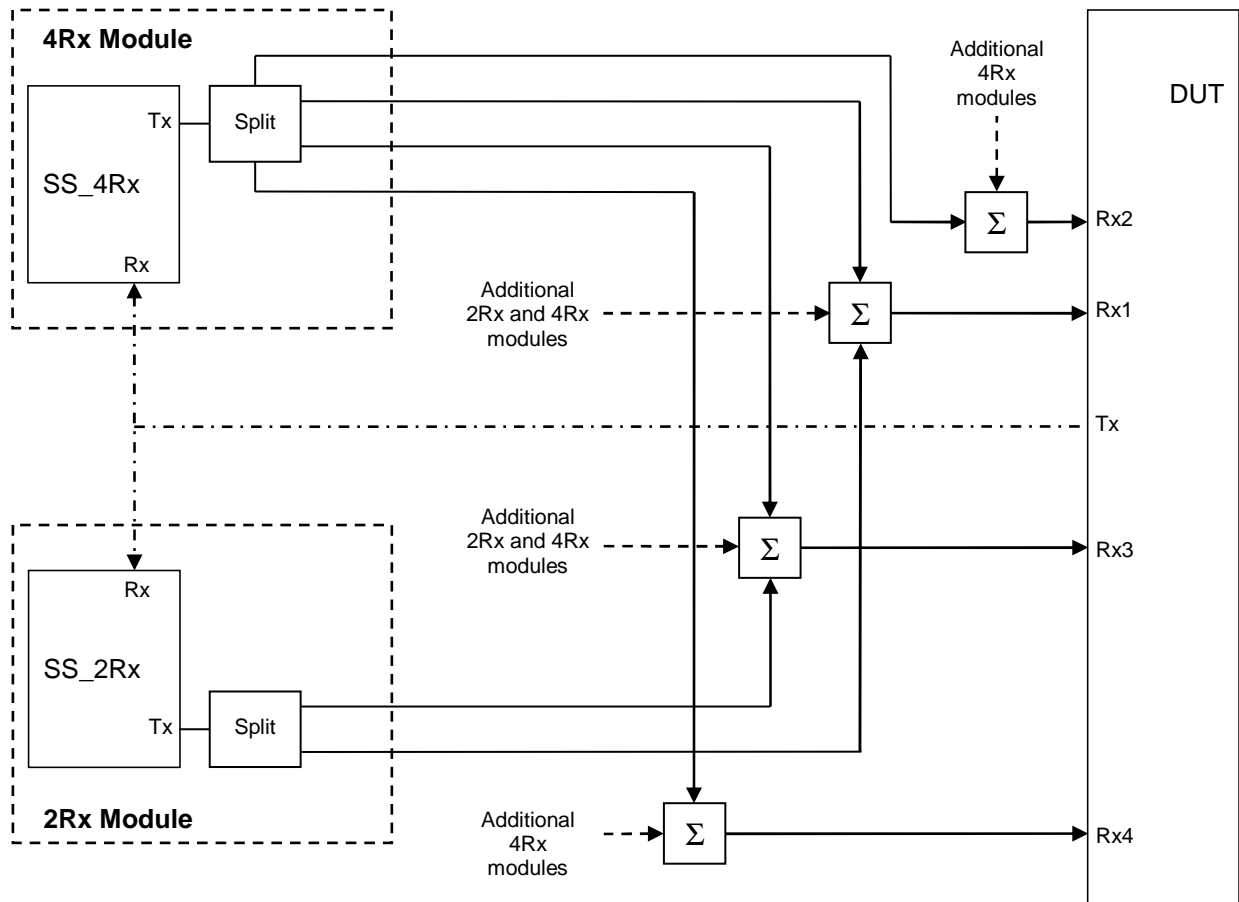 4Rx Module
Tx
Split
SS_4Rx
Rx
Additional
4Rx
modules
Σ
DUT
Rx2
Additional
2Rx and 4Rx
modules
Σ
Rx1
Tx
Additional
2Rx and 4Rx
modules
Σ
Rx3
Rx
SS_2Rx
Tx
Split
2Rx Module
Additional
4Rx
modules
Σ
Rx4